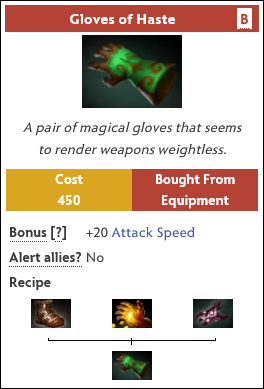 Gloves of Haste B
A pair of magical gloves that seems
to render weapons weightless.
Cost Bought From
450 Equipment
Bonus [?] +20 Attack Speed
Alert allies? No
Recipe